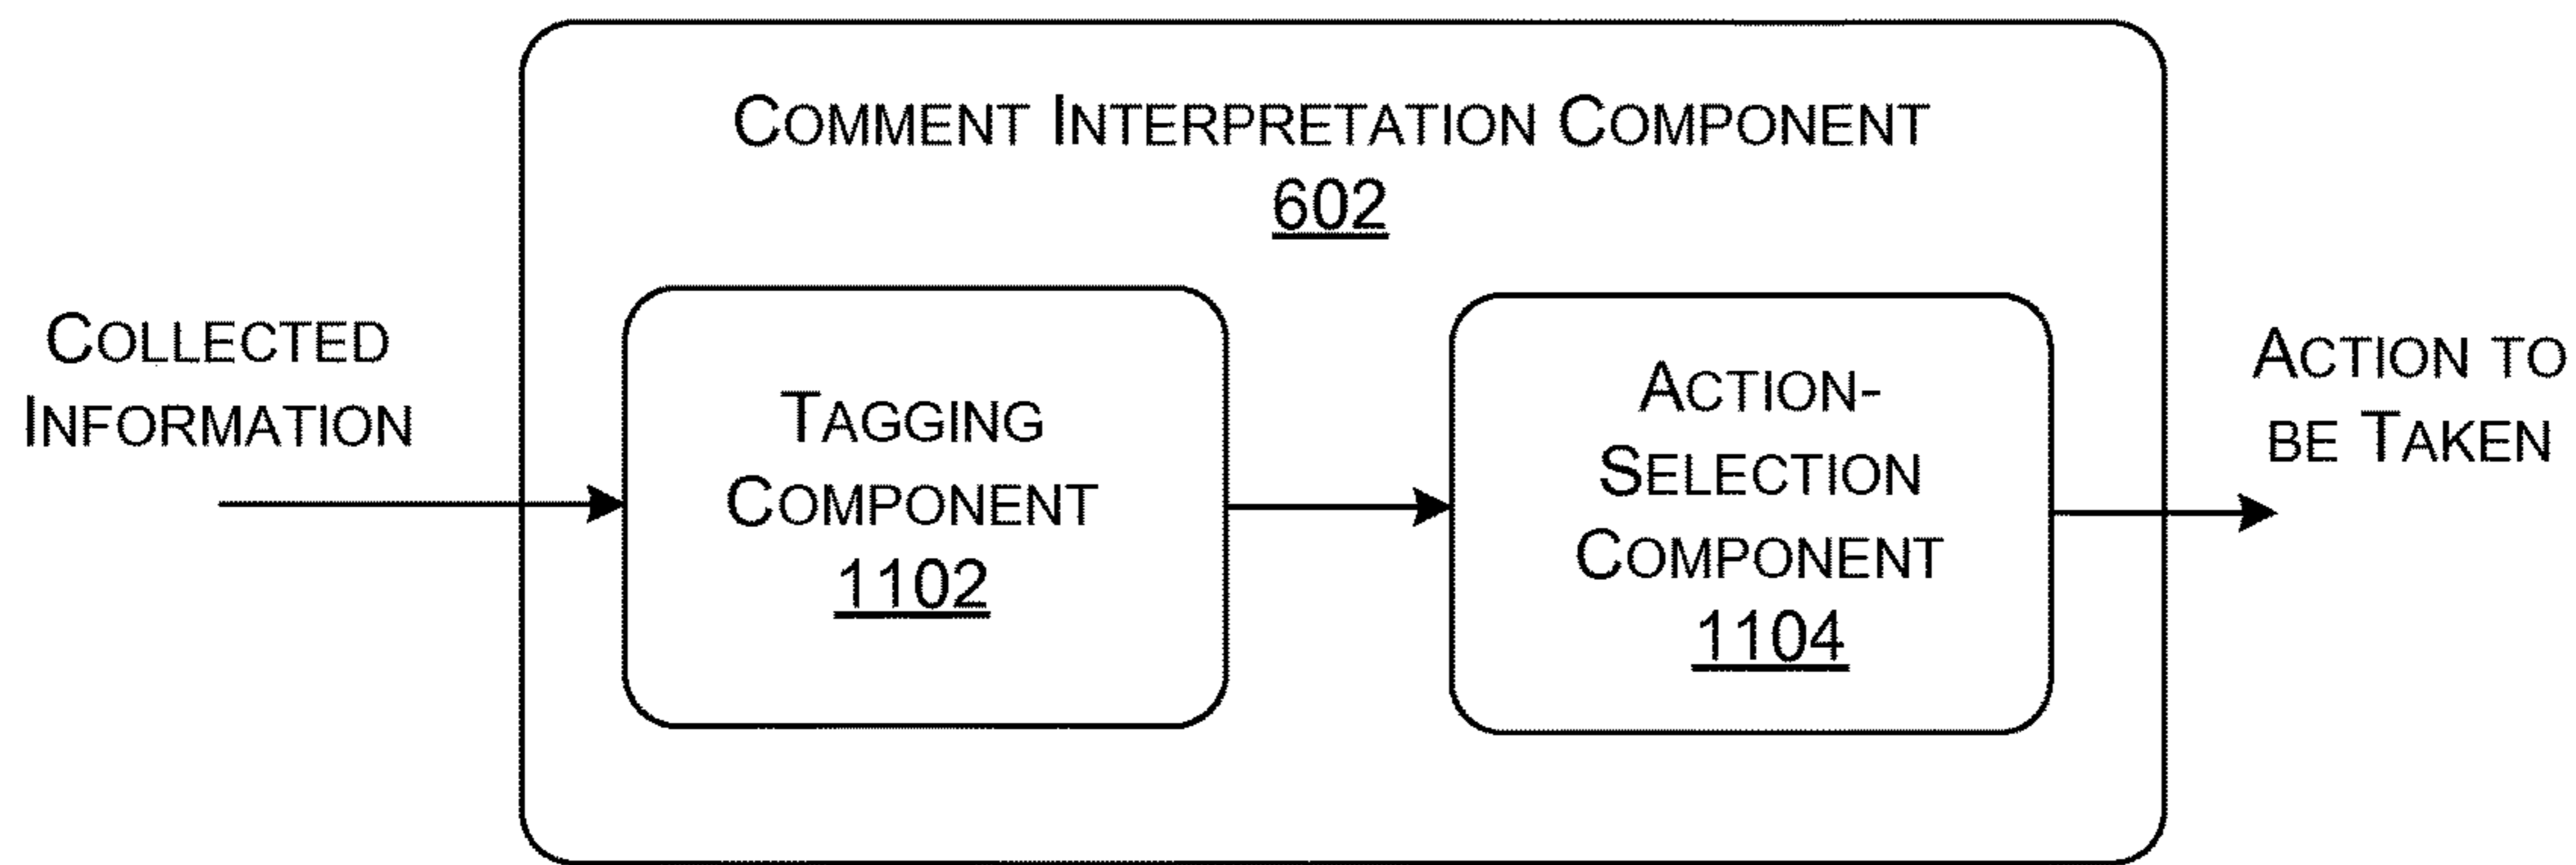 COMMENT INTERPRETATION COMPONENT
602
COLLECTED
INFORMATION
TAGGING
COMPONENT
1102
ACTION-
SELECTION
COMPONENT
1104
ACTION TO
BE TAKEN